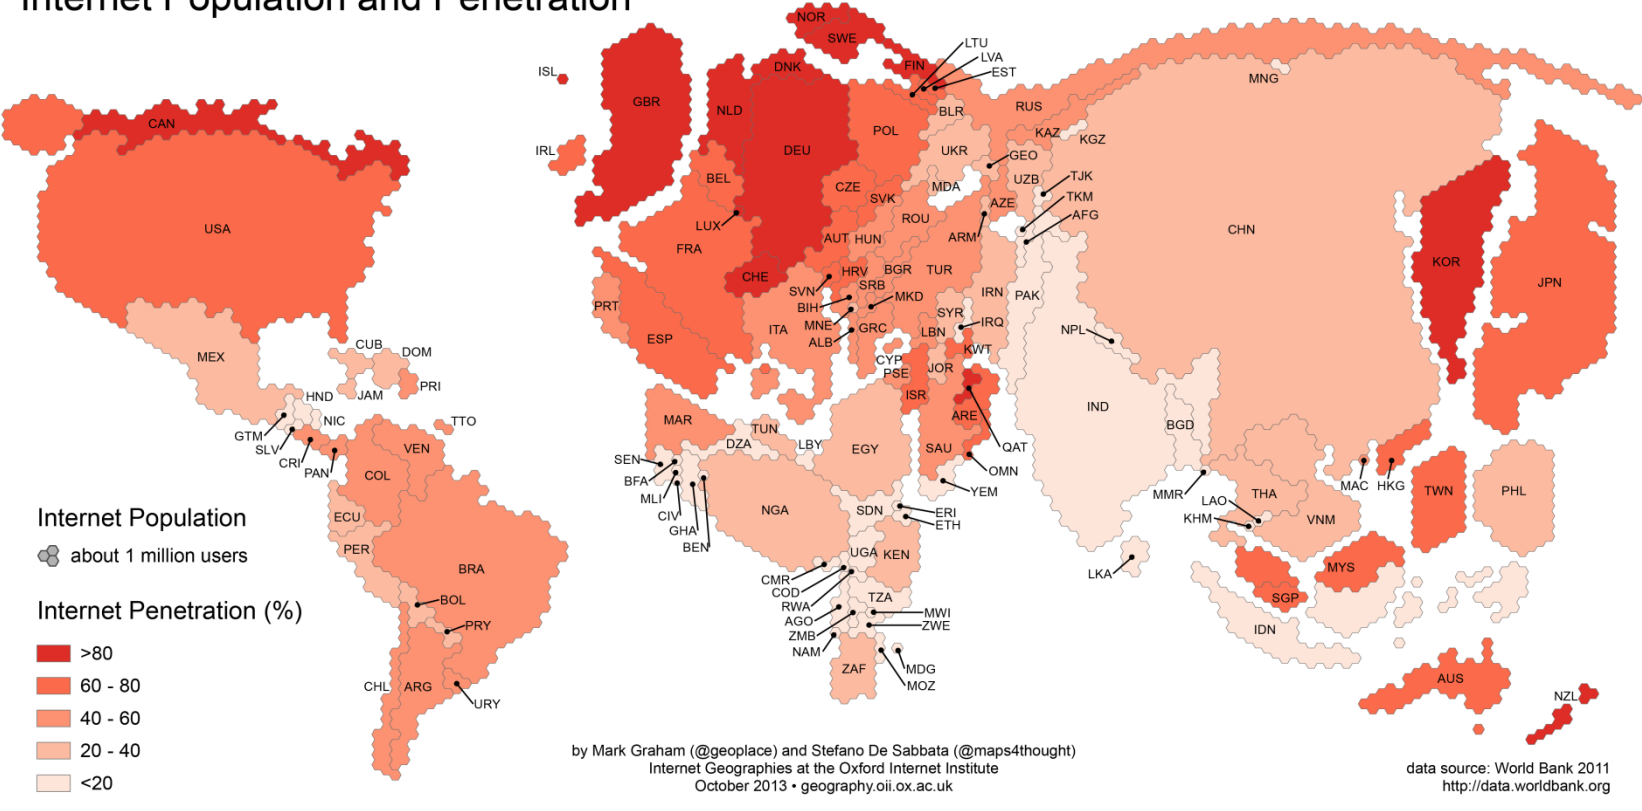 Internet Population and Penetration
NOR
SWE
FIN
LTU
LVA
EST
ISL
DNK
GBR
NLD
MNG
CAN
RUS
BLR
POL
KAZ
KGZ
IRL
DEU
UKR
GEO
BEL
CZE
MDA
UZB
TJK
SVK
TKM
AZE
AFG
LUX
ROU
USA
AUT
HUN
ARM
CHN
FRA
KOR
CHE
HRV
BGR
TUR
SVN
SRB
JPN
BIH
MKD
IRN
PAK
PRT
MNE
SYR
IRQ
ITA
GRC
LBN
NPL
ESP
ALB
CUB
KWT
MEX
DOM
CYP
JOR
PSE
PRI
HND
JAM
ISR
IND
NIC
ARE
TTO
MAR
TUN
BGD
GTM
DZA
LBY
SLV
VEN
EGY
SAU
QAT
CRI
SEN
PAN
COL
BFA
OMN
MLI
YEM
MMR
MAC
HKG
TWN
PHL
LAO
THA
CIV
NGA
SDN
ERI
KHM
VNM
ECU
GHA
ETH
BEN
PER
UGA
KEN
BRA
CMR
LKA
MYS
COD
BOL
RWA
TZA
SGP
AGO
MWI
PRY
ZMB
ZWE
IDN
NAM
ZAF
MDG
CHL
ARG
MOZ
AUS
URY
NZL
Internet Population
about 1 million users
Internet Penetration (%)
>80
60 - 80
40 - 60
20 - 40
<20
by Mark Graham (@geoplace) and Stefano De Sabbata (@maps4thought)
Internet Geographies at the Oxford Internet Institute
October 2013 • geography.oii.ox.ac.uk
data source: World Bank 2011
http://data.worldbank.org